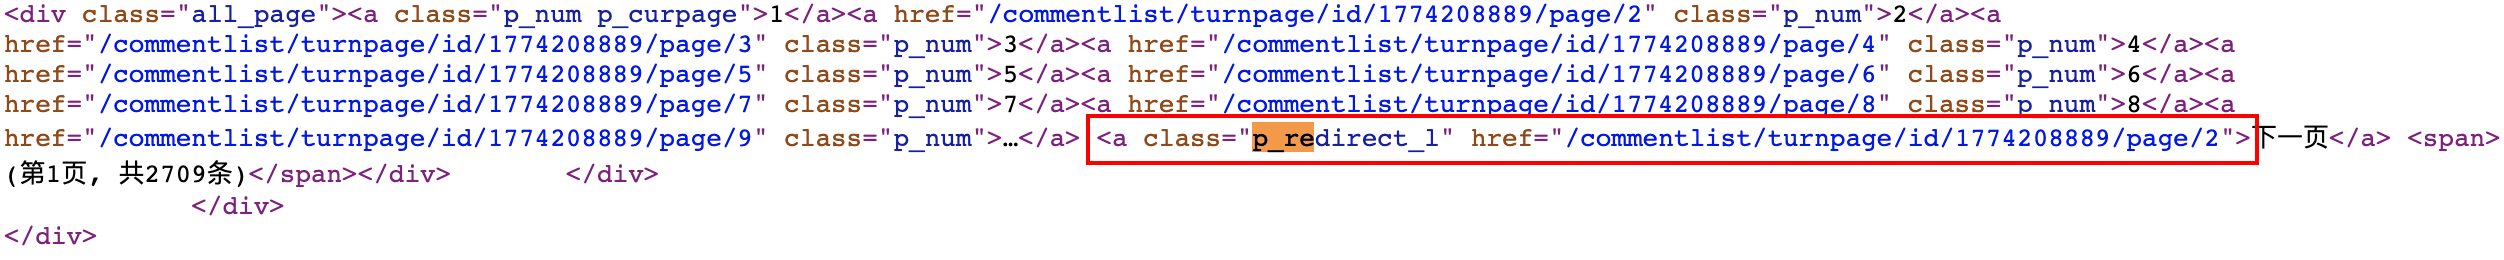 <div class="all_page"><a class="p_num p_curpage">1</a><a href="/commentlist/turnpage/id/1774208889/page/2" class="p_num">2</a><a
href="/commentlist/turnpage/id/1774208889/page/3" class="p_num">3</a><a href="/commentlist/turnpage/id/1774208889/page/4" class="p_num">4</a><a
href="/commentlist/turnpage/id/1774208889/page/5" class="p_num">5</a><a href="/commentlist/turnpage/id/1774208889/page/6" class="p_num">6</a><a
href="/commentlist/turnpage/id/1774208889/page/7" class="p_num">7</a><a href="/commentlist/turnpage/id/1774208889/page/8" class="p_num">8</a><a
href="/commentlist/turnpage/id/1774208889/page/9" class="p_num">…</a> <a class="p_redirect_l" href="/commentlist/turnpage/id/1774208889/page/2">下一页</a> <span>
(第1页, 共2709条)</span></div>       </div>
            </div>
</div>